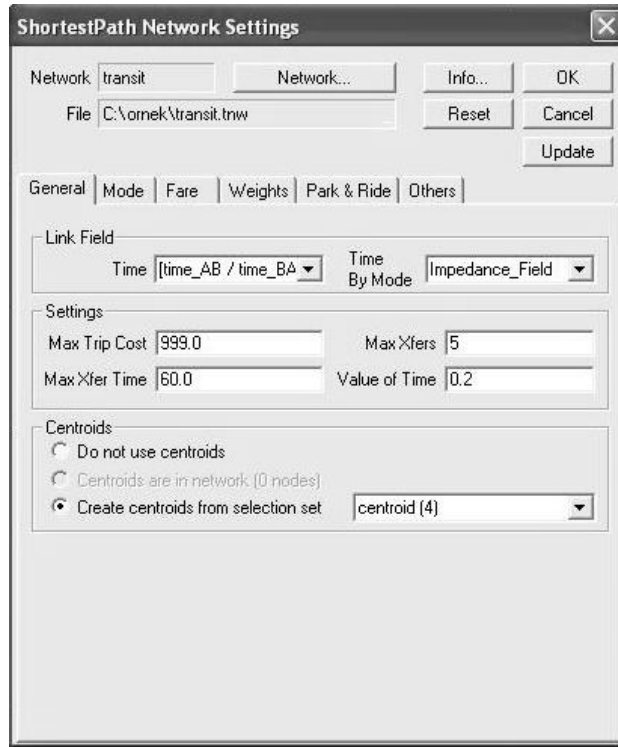 ShortestPath Network Settings
Network transit Network... Info... OK
File C:\ornek\transit.tnw Reset Cancel
Update
General Mode Fare Weights Park & Ride Others
Link Field
Time [time_AB / time_BA Time By Mode Impedance_Field
Settings
Max Trip Cost 999.0 Max Xfers 5
Max Xfer Time 60.0 Value of Time 0.2
Centroids
Do not use centroids
Centroids are in network (0 nodes)
Create centroids from selection set centroid (4)